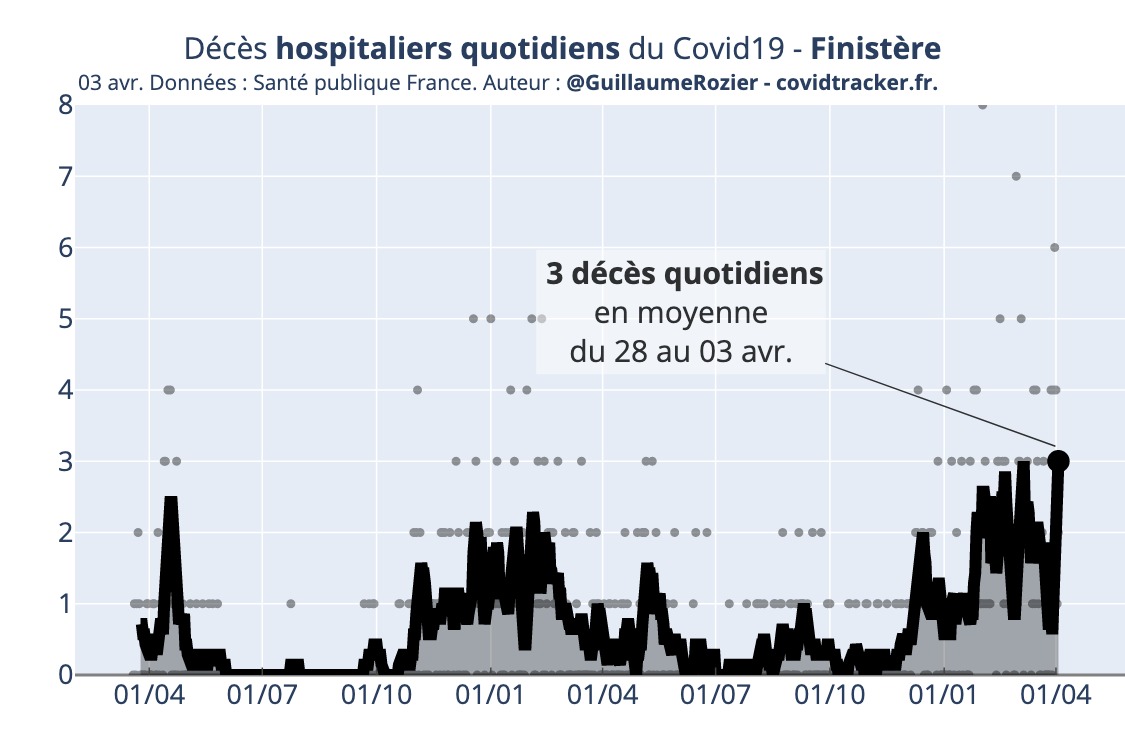 Décès hospitaliers quotidiens du Covid19 - Finistère
03 avr. Données : Santé publique France. Auteur : @GuillaumeRozier - covidtracker.fr.
8
7
6
5
4
3
2
1
0
3 décès quotidiens
en moyenne
du 28 au 03 avr.
01/04 01/07 01/10 01/01 01/04 01/07 01/10 01/01 01/04